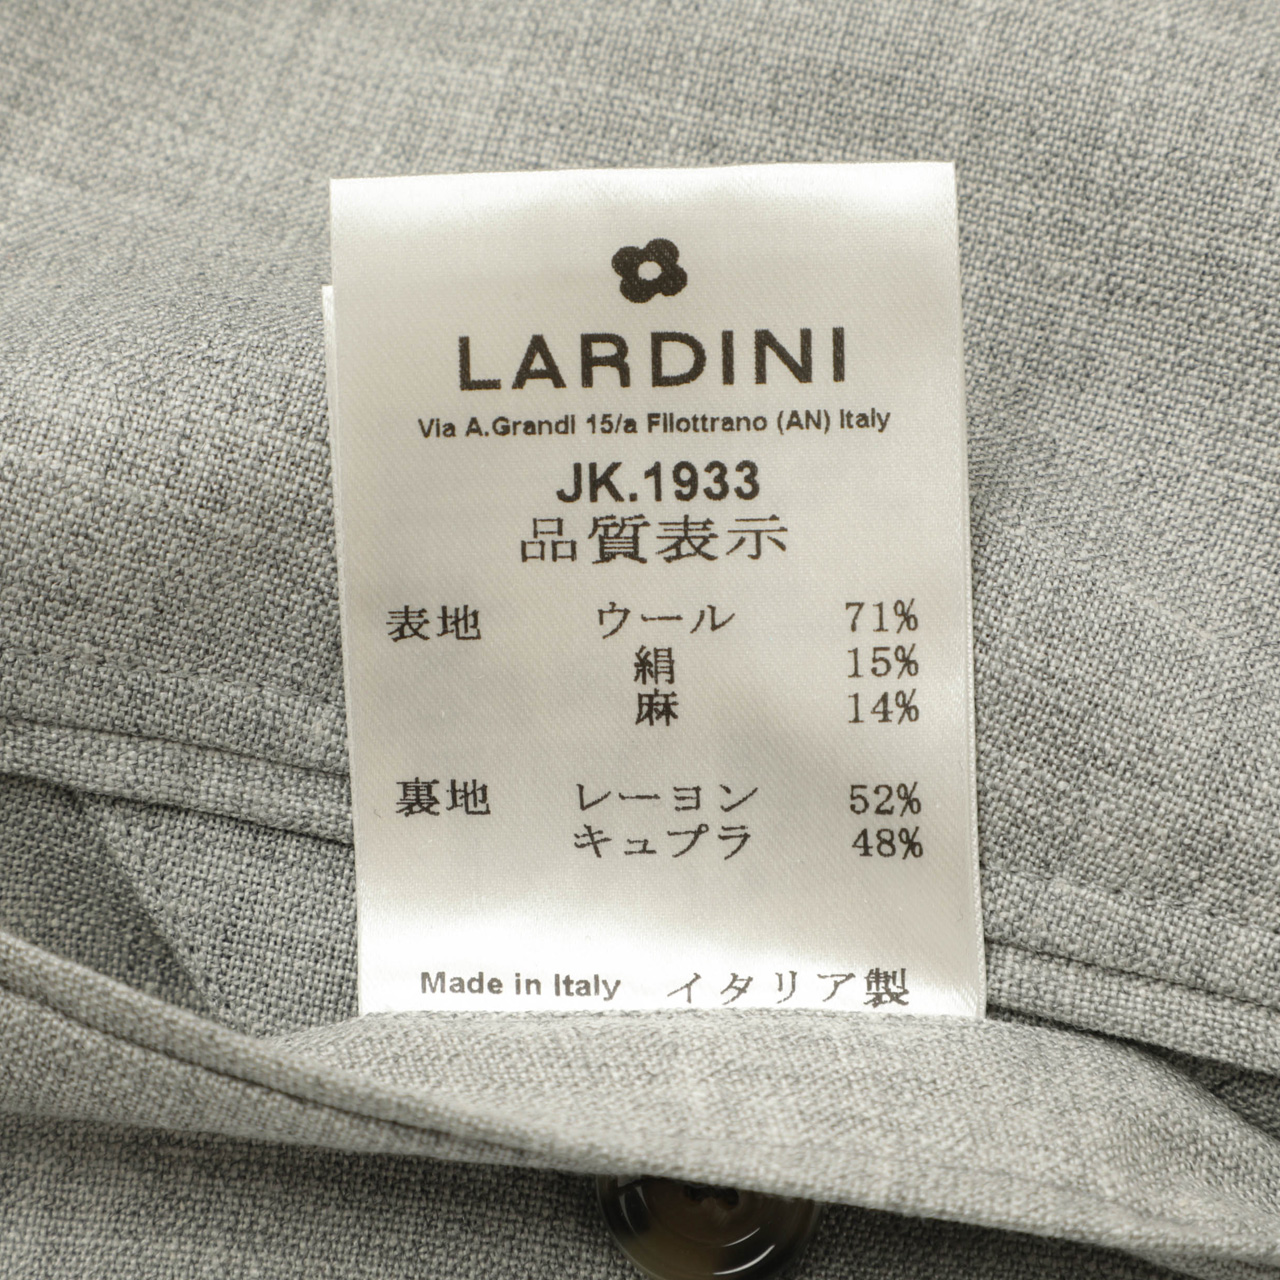 LARDINI
Via A.Grandi 15/a Filottrano (AN) Italy
JK.1933
品質表示
表地 ウール 71%
絹 15%
麻 14%
裏地 レーヨン 52%
キュプラ 48%
Made in Italy イタリア製